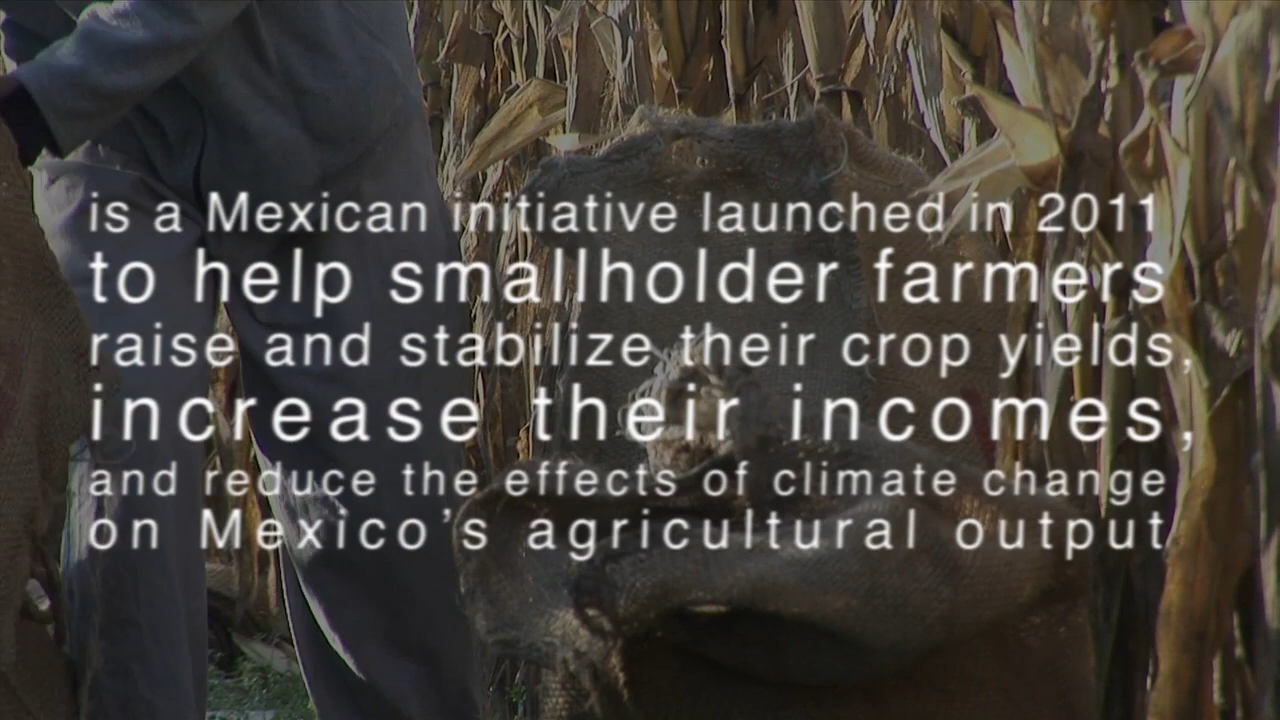 is a Mexican initiative launched in 2011
to help smallholder farmers
raise and stabilize their crop yields,
increase their incomes,
and reduce the effects of climate change
on Mexico’s agricultural output